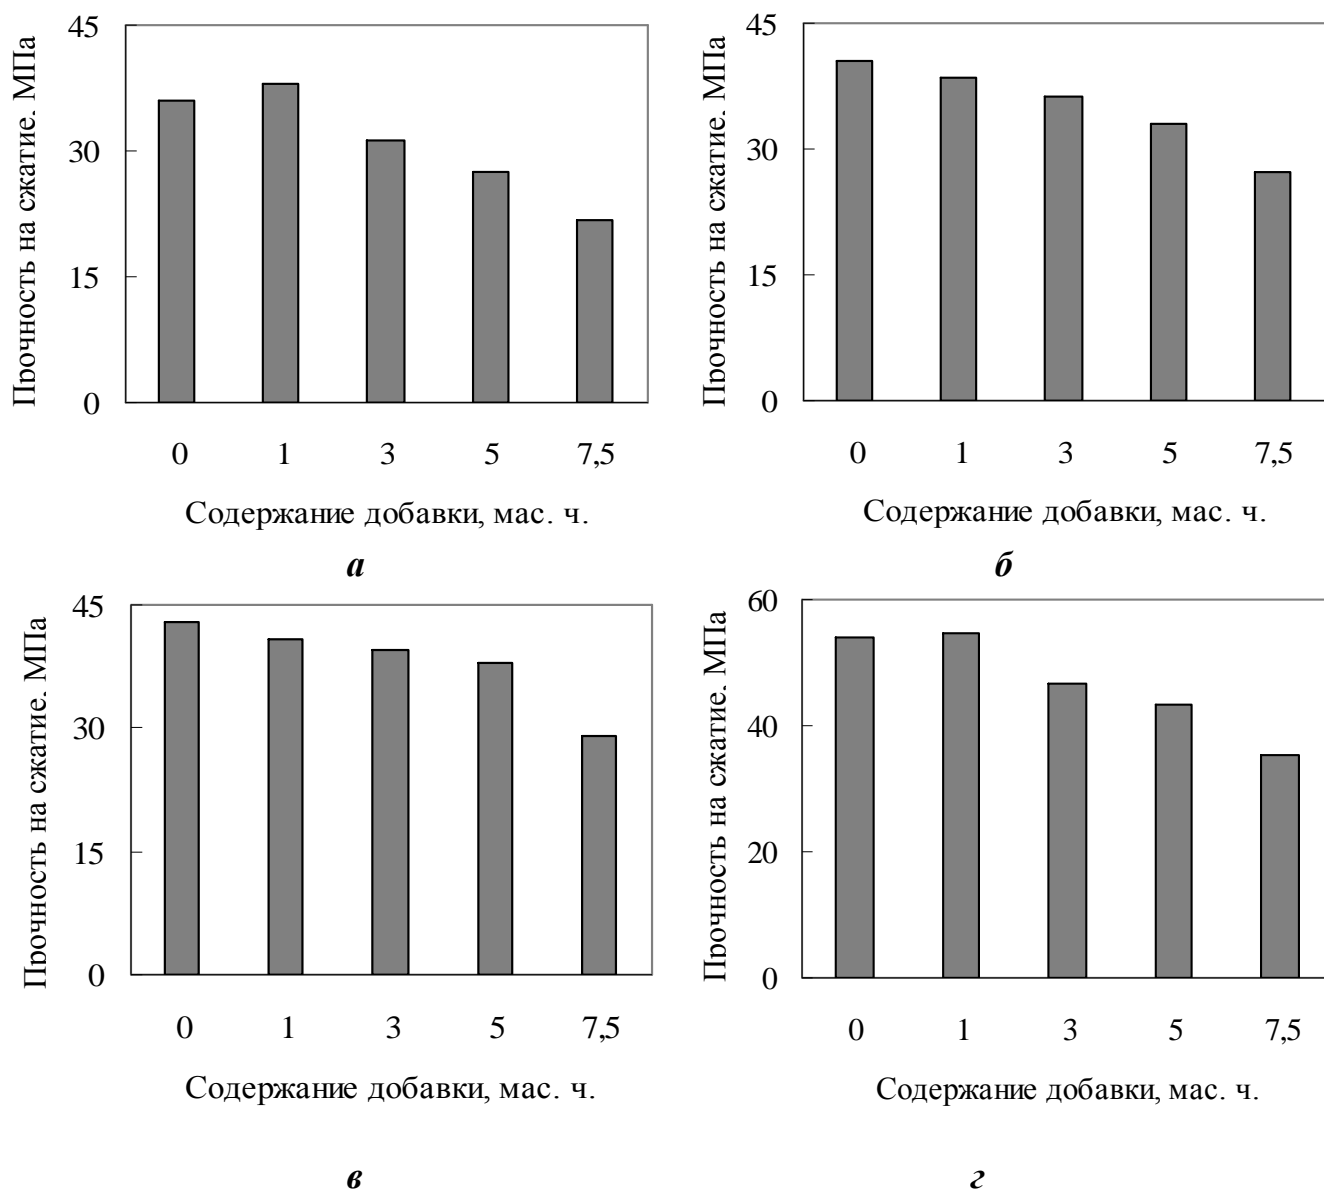 Прочность на сжатие, МПа
45
30
15
0
0 1 3 5 7,5
Содержание добавки, мас. ч.
а
Прочность на сжатие, МПа
45
30
15
0
0 1 3 5 7,5
Содержание добавки, мас. ч.
б
Прочность на сжатие, МПа
45
30
15
0
0 1 3 5 7,5
Содержание добавки, мас. ч.
в
Прочность на сжатие, МПа
60
40
20
0
0 1 3 5 7,5
Содержание добавки, мас. ч.
г